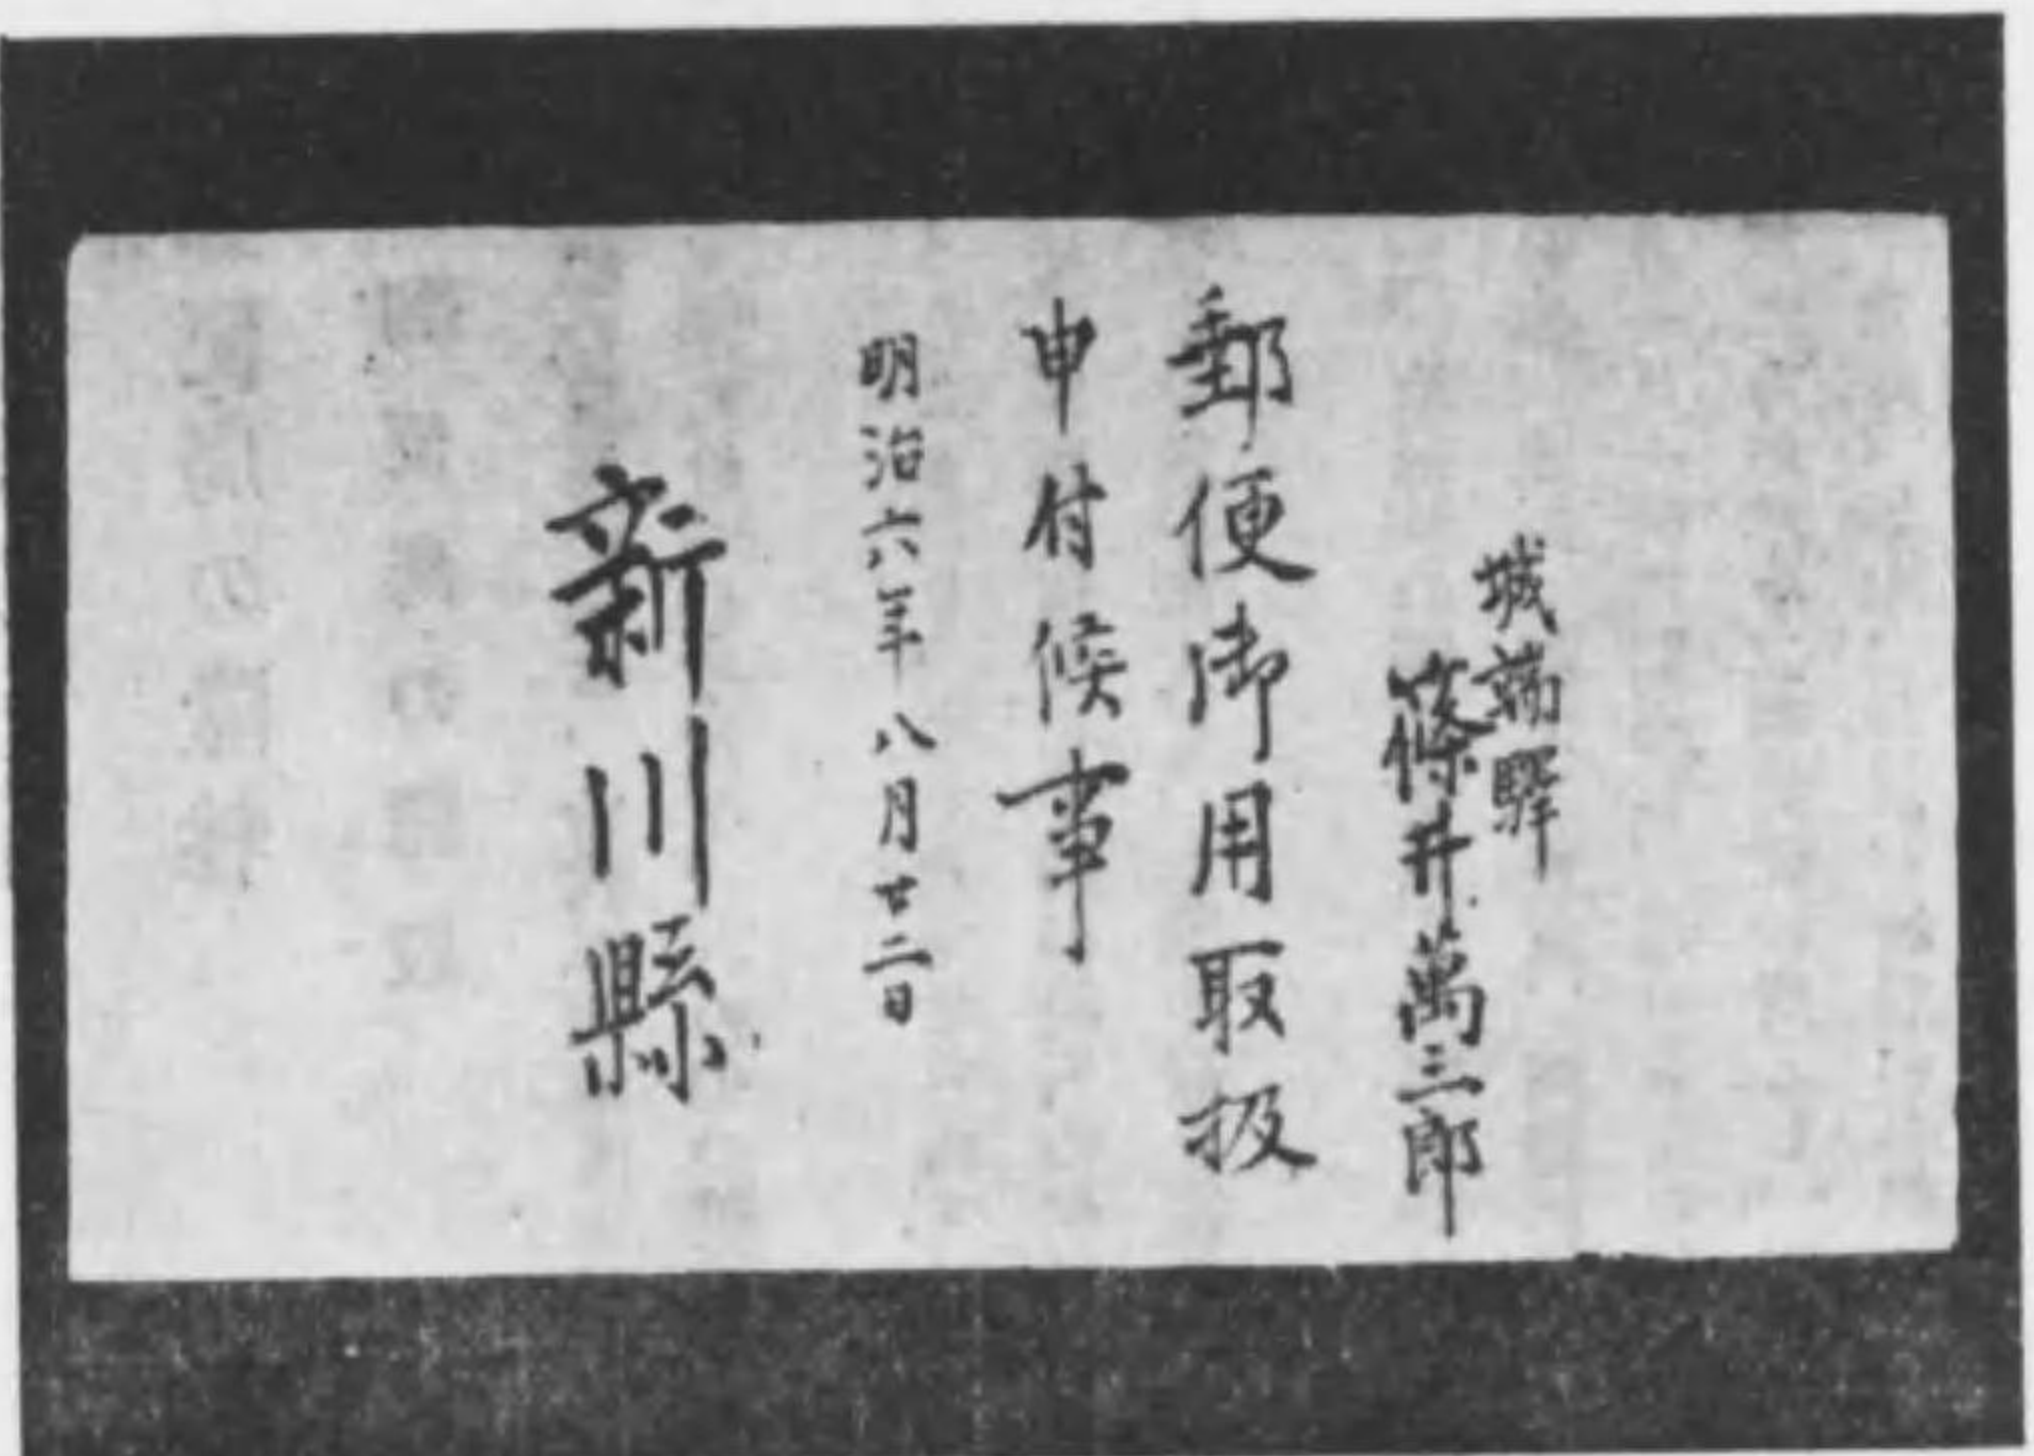 城端驛
篠井萬三郎
郵便御用取扱
申付候事
明治六年八月廿二日
新川縣